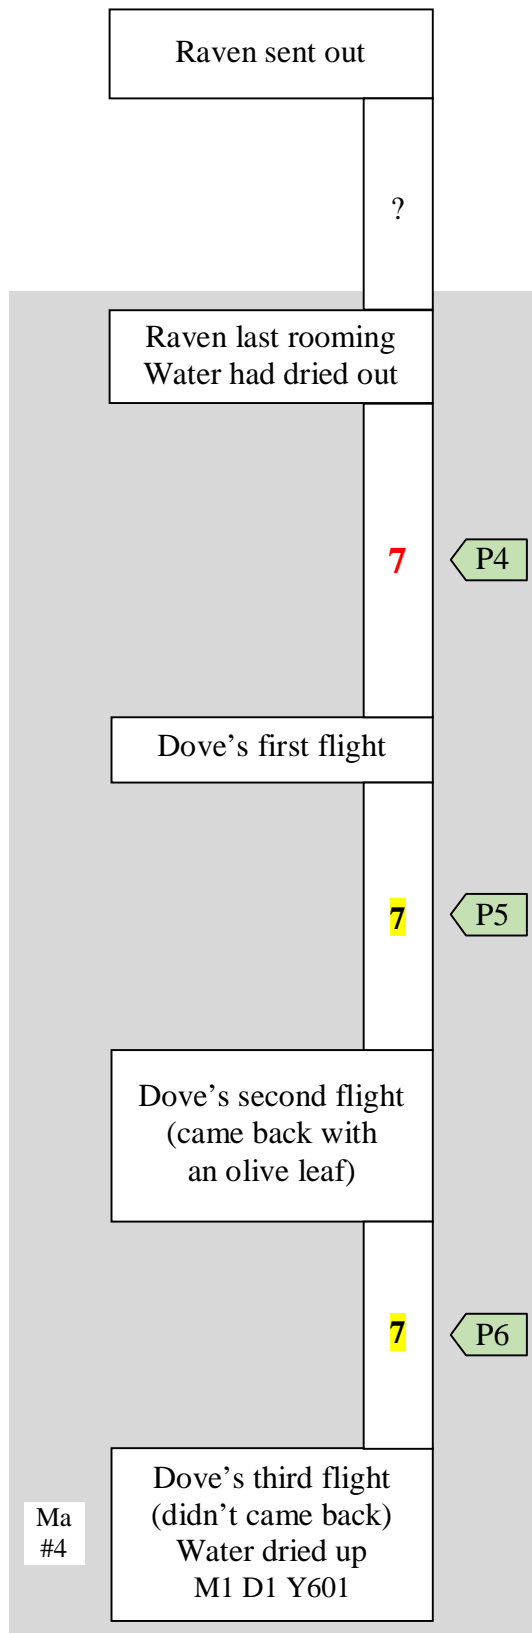 Raven sent out
?
Raven last rooming
Water had dried out
7
P4
Dove’s first flight
7
P5
Dove’s second flight
(came back with
an olive leaf)
7
P6
Dove’s third flight
(didn’t came back)
Water dried up
M1 D1 Y601
Ma
#4